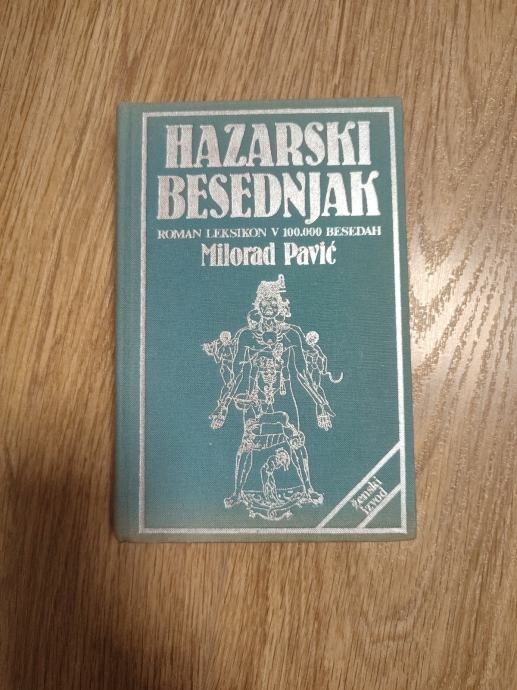 HAZARSKI
BESEDNJAK
ROMAN LEKSIKON V 100.000 BESEDAH
Milorad Pavić
ženski
izvod